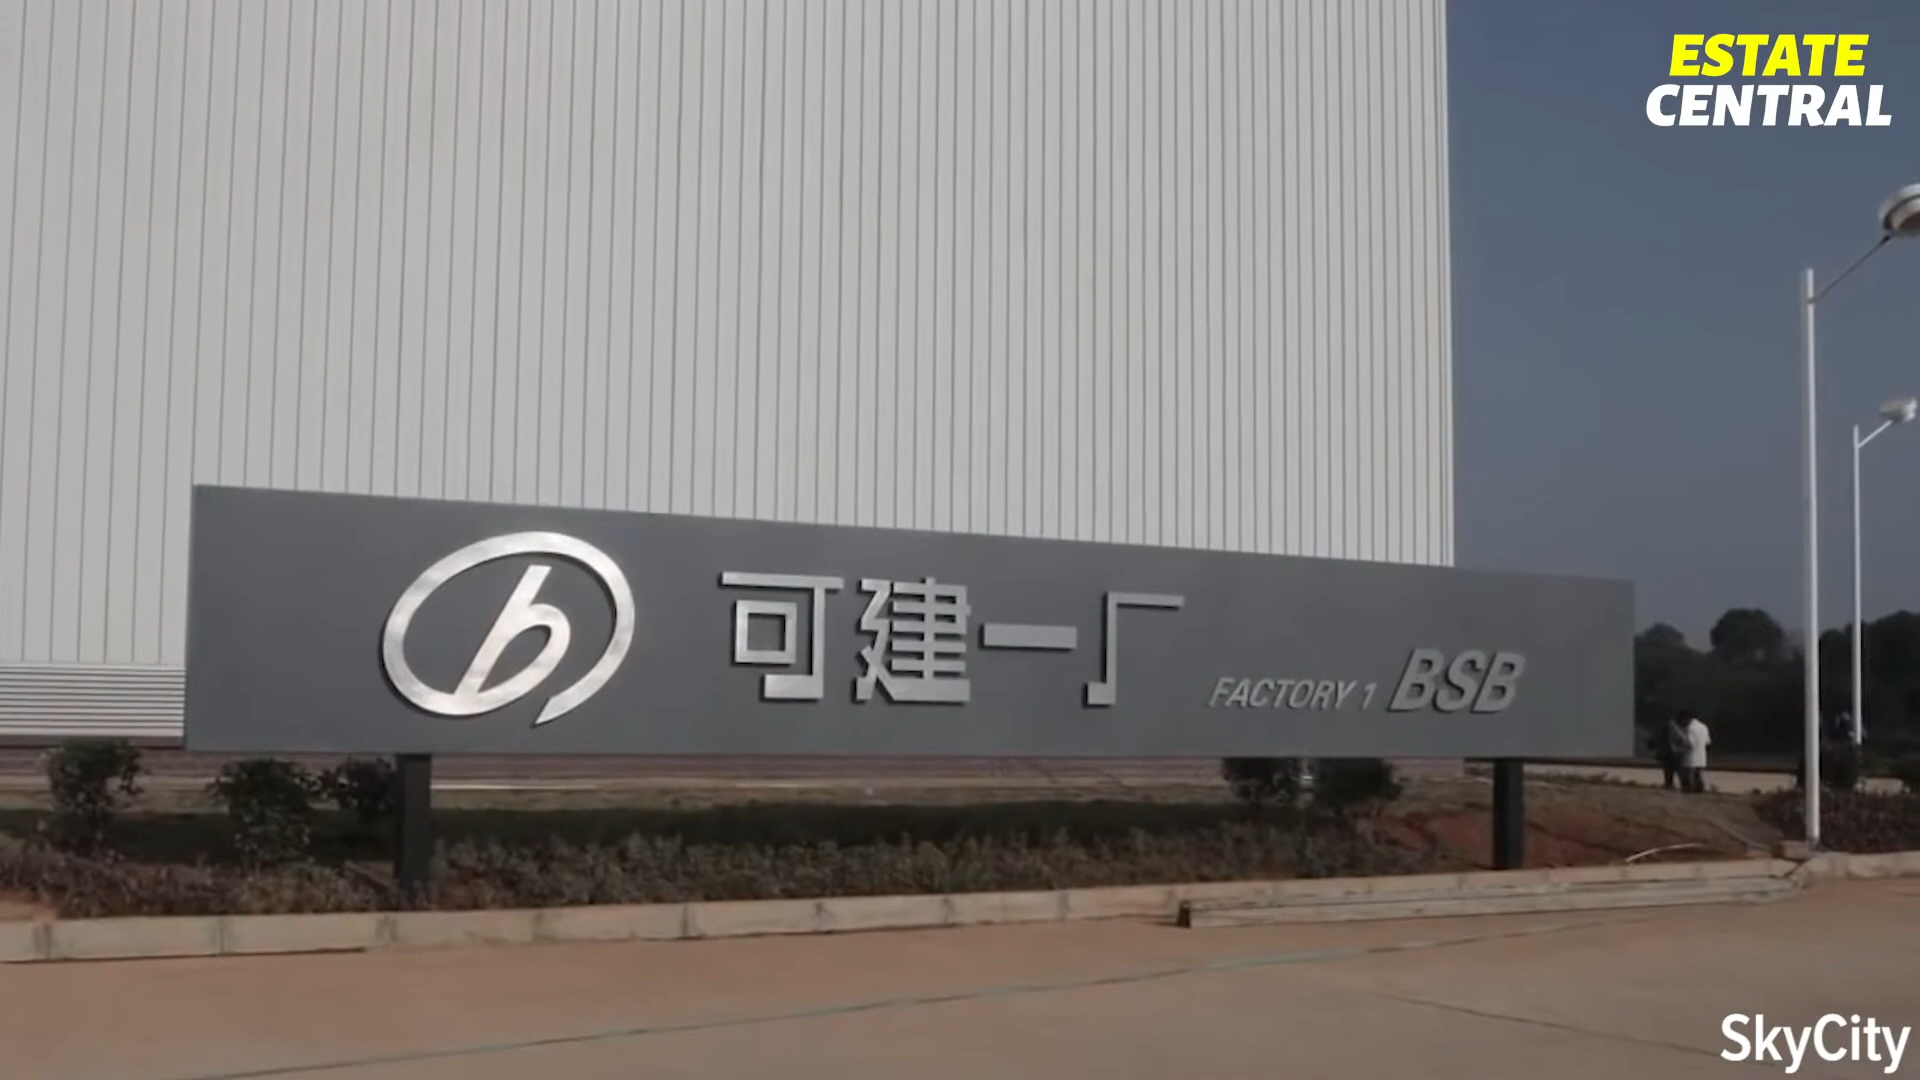 ESTATE
CENTRAL
b 可建一厂 FACTORY 1 BSB
SkyCity